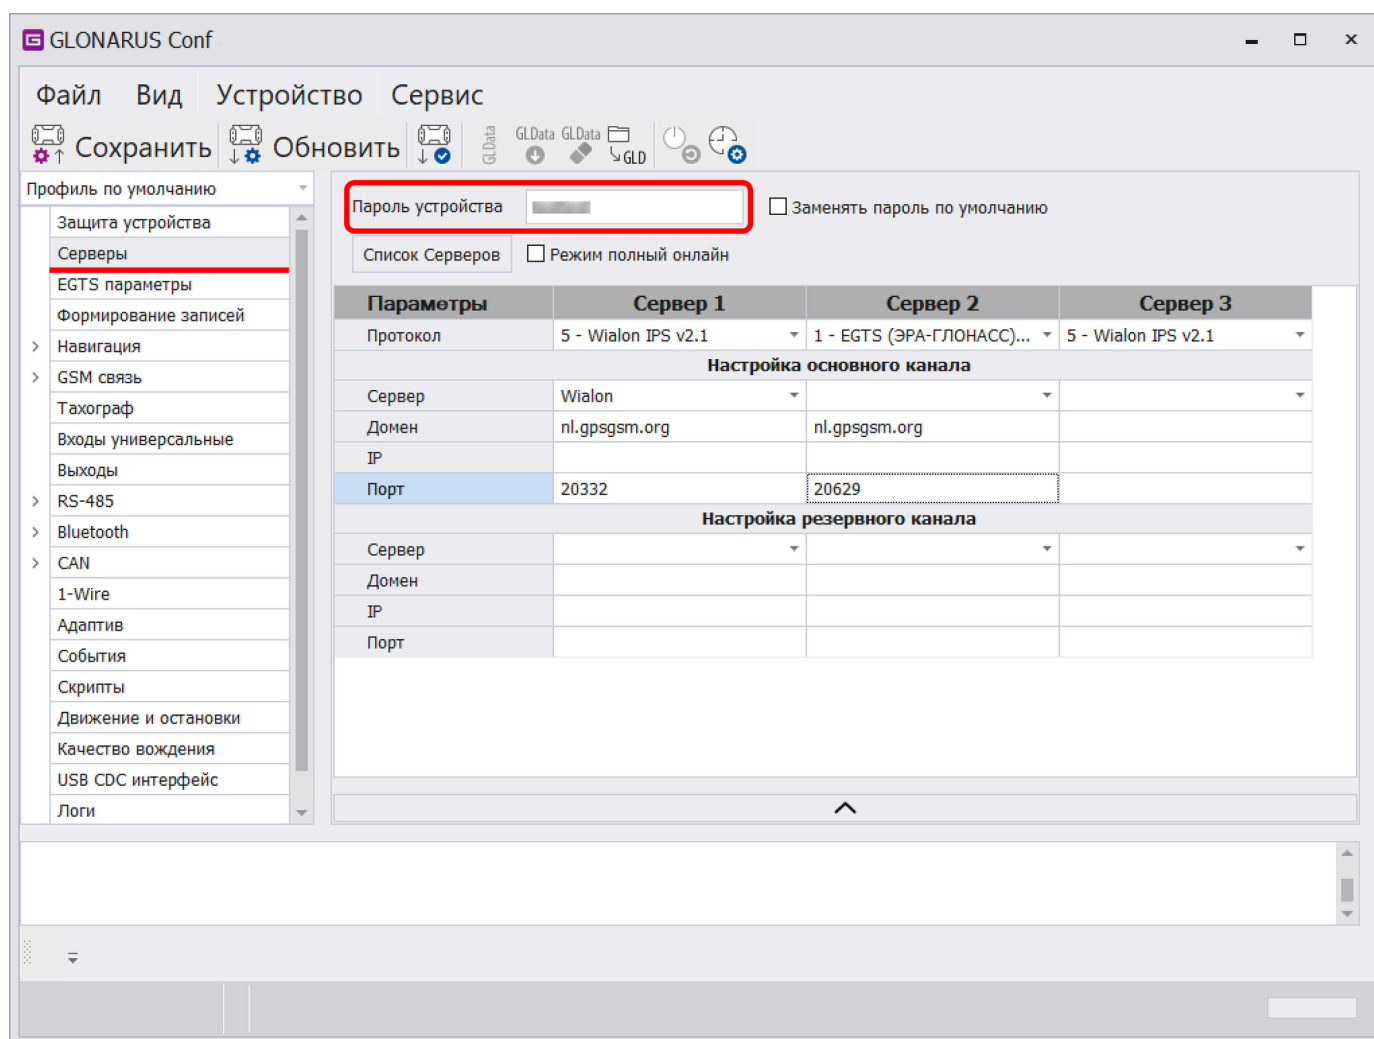 GLONARUS Conf
Файл Вид Устройство Сервис
Сохранить Обновить GLData GLData GLData GLD
Профиль по умолчанию
Защита устройства
Серверы
EGTS параметры
Формирование записей
Навигация
GSM связь
Тахограф
Входы универсальные
Выходы
RS-485
Bluetooth
CAN
1-Wire
Адаптив
События
Скрипты
Движение и остановки
Качество вождения
USB CDC интерфейс
Логи
Пароль устройства Заменять пароль по умолчанию
Список Серверов Режим полный онлайн
Параметры Сервер 1 Сервер 2 Сервер 3
Протокол 5 - Wialon IPS v2.1 1 - EGTS (ЭРА-ГЛОНАСС)... 5 - Wialon IPS v2.1
Настройка основного канала
Сервер Wialon
Домен nl.gpsgsm.org nl.gpsgsm.org
IP
Порт 20332 20629
Настройка резервного канала
Сервер
Домен
IP
Порт